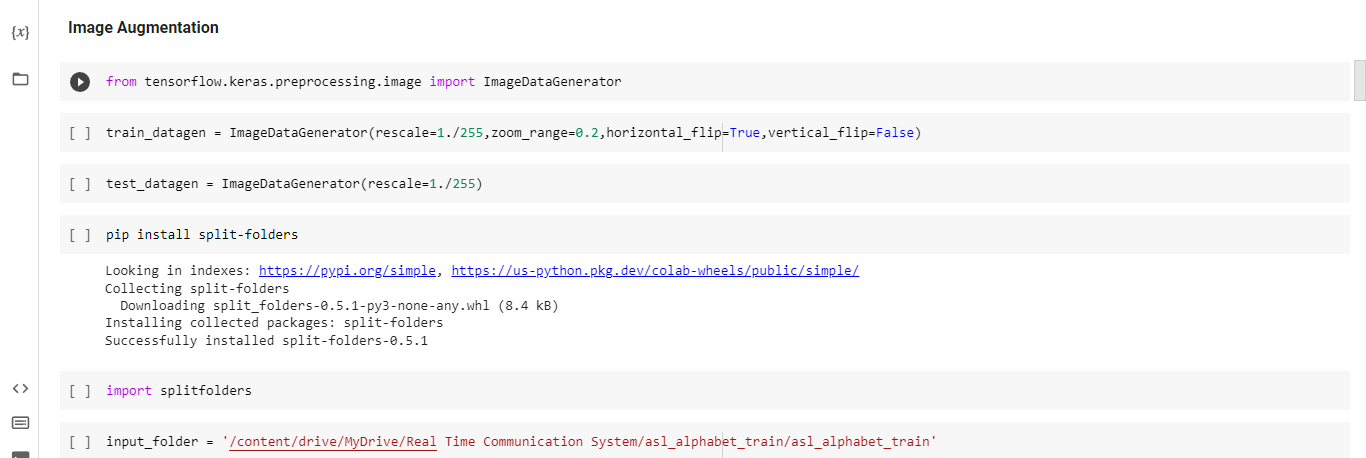 Image Augmentation
{x}
from tensorflow.keras.preprocessing.image import ImageDataGenerator
[ ] train_datagen = ImageDataGenerator(rescale=1./255,zoom_range=0.2,horizontal_flip=True,vertical_flip=False)
[ ] test_datagen = ImageDataGenerator(rescale=1./255)
[ ] pip install split-folders
Looking in indexes: https://pypi.org/simple, https://us-python.pkg.dev/colab-wheels/public/simple/
Collecting split-folders
Downloading split_folders-0.5.1-py3-none-any.whl (8.4 kB)
Installing collected packages: split-folders
Successfully installed split-folders-0.5.1
[ ] import splitfolders
[ ] input_folder = '/content/drive/MyDrive/Real Time Communication System/asl_alphabet_train/asl_alphabet_train'